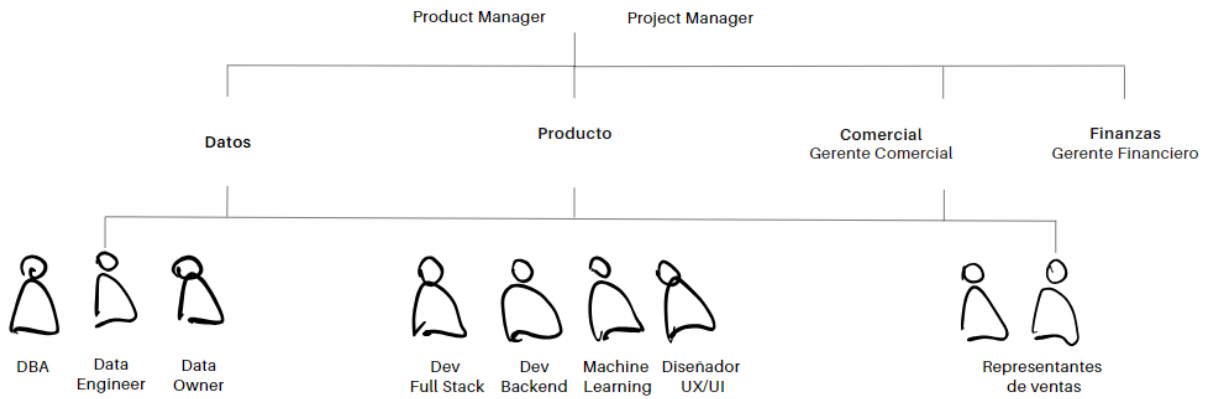 Product Manager
Project Manager
Datos
Producto
Comercial
Gerente Comercial
Finanzas
Gerente Financiero
DBA
Data
Engineer
Data
Owner
Dev
Full Stack
Dev
Backend
Machine
Learning
Diseñador
UX/UI
Representantes
de ventas